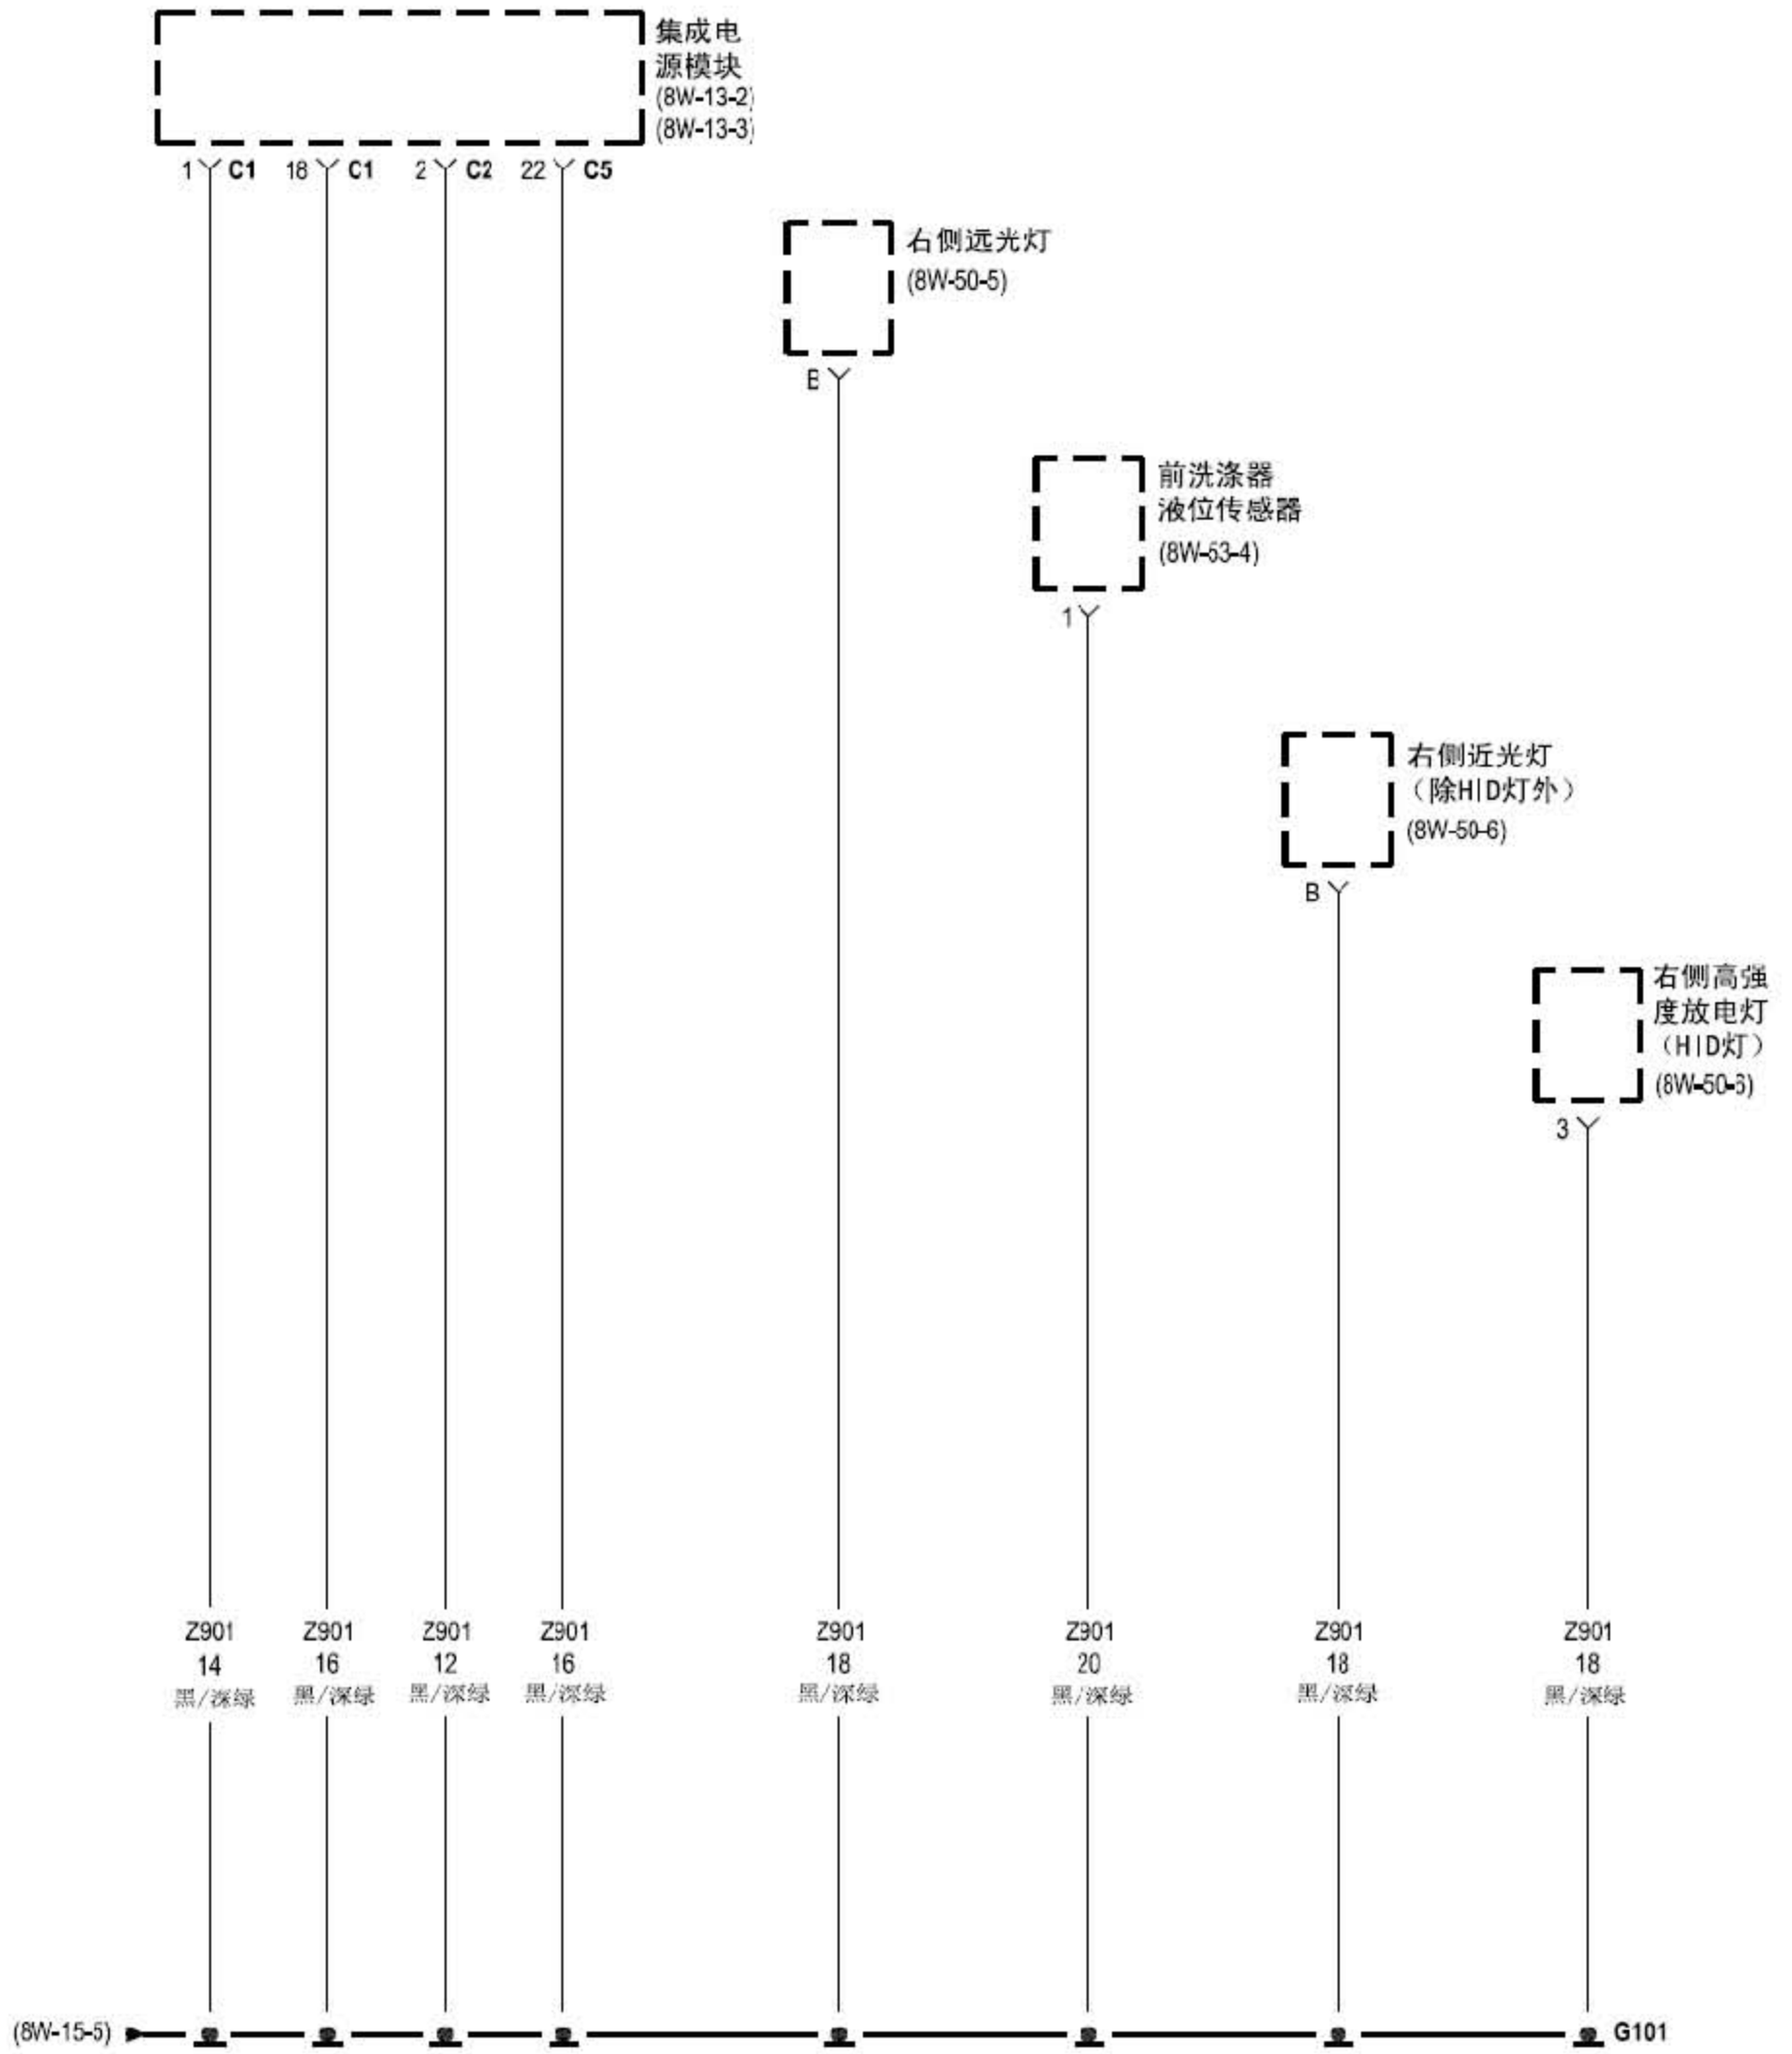 集成电
源模块
(8W-13-2)
(8W-13-3)
1 C1 18 C1 2 C2 22 C5
右侧远光灯
(8W-50-5)
B
前洗涤器
液位传感器
(8W-53-4)
1
右侧近光灯
（除HID灯外）
(8W-50-6)
B
右侧高强
度放电灯
（HID灯）
(8W-50-6)
3
Z901 Z901 Z901 Z901 Z901 Z901 Z901 Z901
14 16 12 16 18 20 18 18
黑/深绿 黑/深绿 黑/深绿 黑/深绿 黑/深绿 黑/深绿 黑/深绿 黑/深绿
(8W-15-5) G101